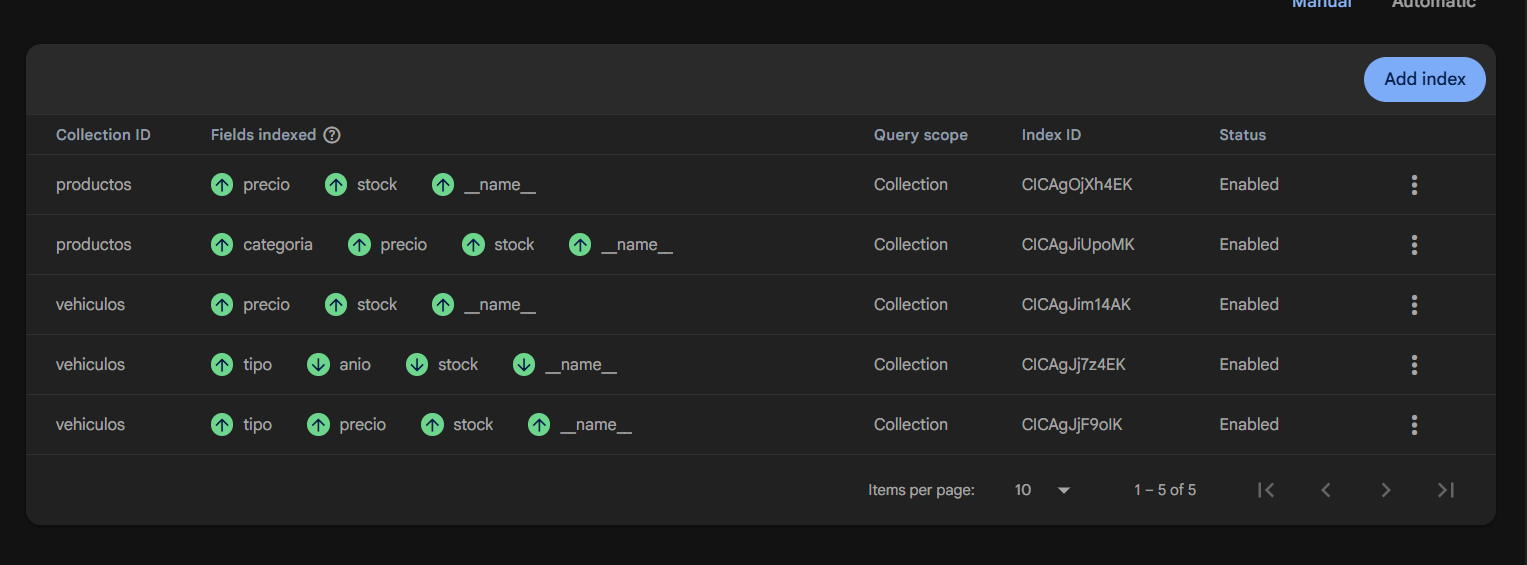 Manual Automatic
Add index
Collection ID Fields indexed Query scope Index ID Status
productos precio stock __name__ Collection CICAgOjXh4EK Enabled
productos categoria precio stock __name__ Collection CICAgJiUpoMK Enabled
vehiculos precio stock __name__ Collection CICAgJim14AK Enabled
vehiculos tipo anio stock __name__ Collection CICAgJj7z4EK Enabled
vehiculos tipo precio stock __name__ Collection CICAgJjF9oIK Enabled
Items per page: 10 1 – 5 of 5